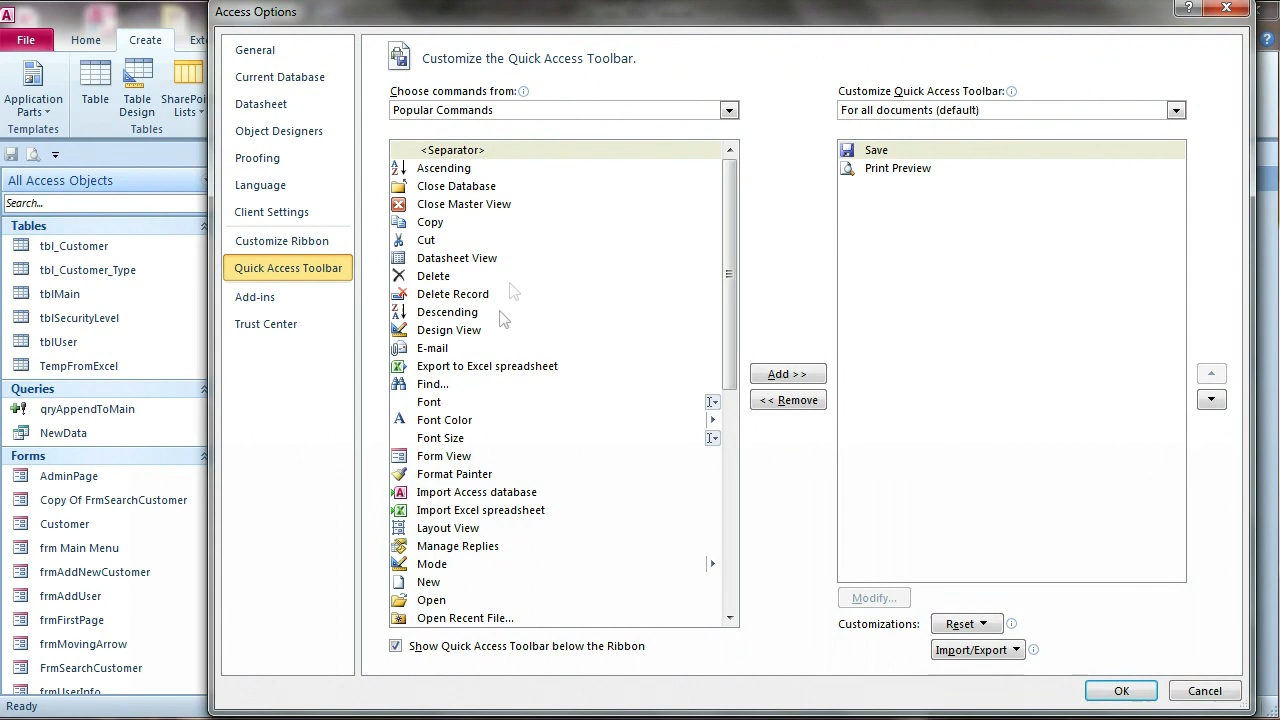 Access Options
File
Home
Create
Application Parts
Table
Table Design
SharePoi
Lists
Templates
Tables
All Access Objects
Search...
Tables
tbl_Customer
tbl_Customer_Type
tblMain
tblSecurityLevel
tblUser
TempFromExcel
Queries
qryAppendToMain
NewData
Forms
AdminPage
Copy Of FrmSearchCustomer
Customer
frm Main Menu
frmAddNewCustomer
frmAddUser
frmFirstPage
frmMovingArrow
FrmSearchCustomer
frmUserInfo
Ready
General
Current Database
Datasheet
Object Designers
Proofing
Language
Client Settings
Customize Ribbon
Quick Access Toolbar
Add-ins
Trust Center
Customize the Quick Access Toolbar.
Choose commands from:
Popular Commands
<Separator>
Ascending
Close Database
Close Master View
Copy
Cut
Datasheet View
Delete
Delete Record
Descending
Design View
E-mail
Export to Excel spreadsheet
Find...
Font
Font Color
Font Size
Form View
Format Painter
Import Access database
Import Excel spreadsheet
Layout View
Manage Replies
Mode
New
Open
Open Recent File...
Show Quick Access Toolbar below the Ribbon
Add >>
<< Remove
Customize Quick Access Toolbar:
For all documents (default)
Save
Print Preview
Modify...
Customizations:
Reset
Import/Export
OK
Cancel